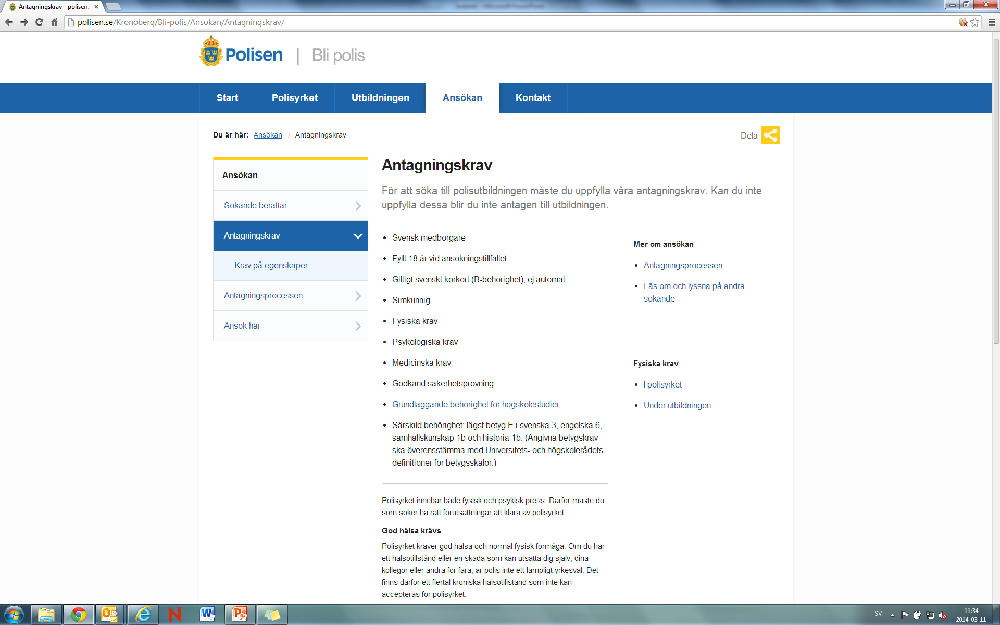 Antagningskrav - polisen.
polisen.se/Kronoberg/Bli-polis/Ansokan/Antagningskrav/
Polisen | Bli polis
Start Polisyrket Utbildningen Ansökan Kontakt
Du är här: Ansökan / Antagningskrav
Dela
Ansökan
Sökande berättar
Antagningskrav
Krav på egenskaper
Antagningsprocessen
Ansök här
Antagningskrav
För att söka till polisutbildningen måste du uppfylla våra antagningskrav. Kan du inte
uppfylla dessa blir du inte antagen till utbildningen.
• Svensk medborgare
• Fyllt 18 år vid ansökningstillfället
• Giltigt svenskt körkort (B-behörighet), ej automat
• Simkunnig
• Fysiska krav
• Psykologiska krav
• Medicinska krav
• Godkänd säkerhetsprövning
• Grundläggande behörighet för högskolestudier
• Särskild behörighet: lägst betyg E i svenska 3, engelska 6,
samhällskunskap 1b och historia 1b. (Angivna betygskrav
ska överensstämma med Universitets- och högskolerådets
definitioner för betygsskalor.)
Polisyrket innebär både fysisk och psykisk press. Därför måste du
som söker ha rätt förutsättningar att klara av polisyrket.
God hälsa krävs
Polisyrket kräver god hälsa och normal fysisk förmåga. Om du har
ett hälsotillstånd eller en skada som kan utsätta dig själv, dina
kollegor eller andra för fara, är polis inte ett lämpligt yrkesval. Det
finns därför ett flertal kroniska hälsotillstånd som inte kan
accepteras för polisyrket.
Mer om ansökan
• Antagningsprocessen
• Läs om och lyssna på andra
sökande
Fysiska krav
• I polisyrket
• Under utbildningen
SV
11:34
2014-03-11